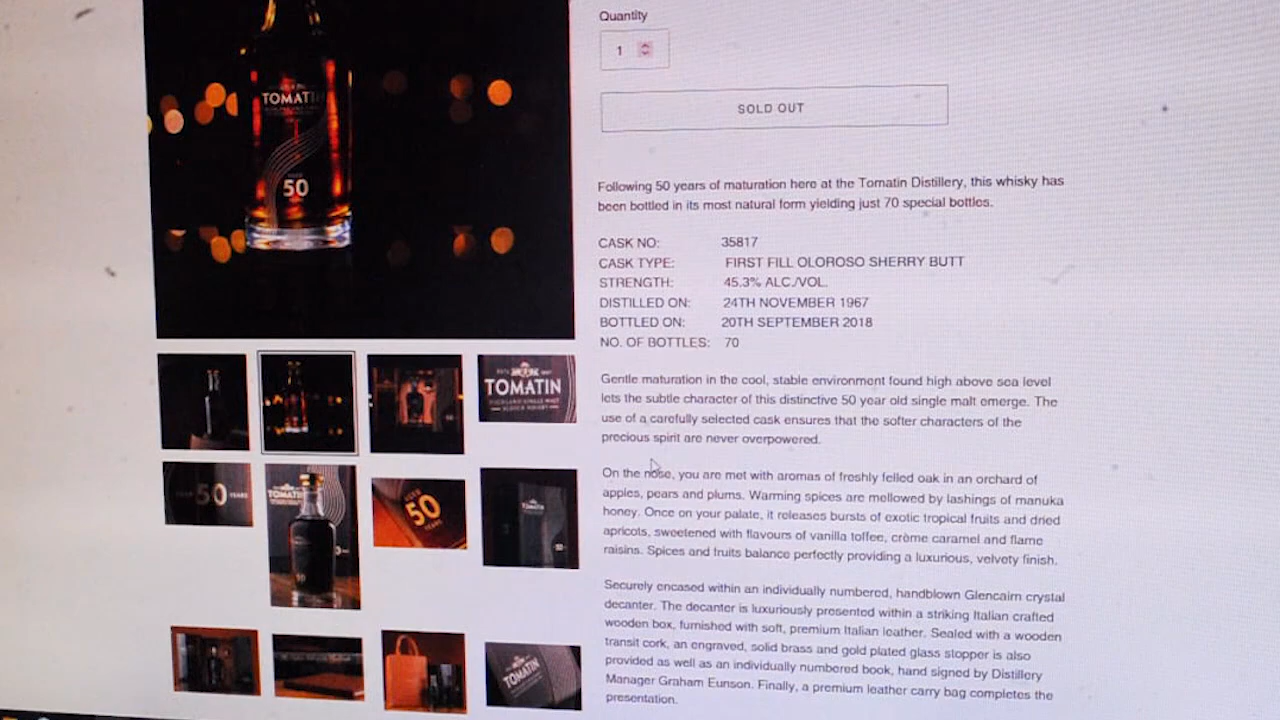 Quantity
1
SOLD OUT
TOMATI
50
Following 50 years of maturation here at the Tomatin Distillery, this whisky has
been bottled in its most natural form yielding just 70 special bottles.
CASK NO: 35817
CASK TYPE: FIRST FILL OLOROSO SHERRY BUTT
STRENGTH: 45.3% ALC./VOL.
DISTILLED ON: 24TH NOVEMBER 1967
BOTTLED ON: 20TH SEPTEMBER 2018
NO. OF BOTTLES: 70
Gentle maturation in the cool, stable environment found high above sea level
lets the subtle character of this distinctive 50 year old single malt emerge. The
use of a carefully selected cask ensures that the softer characters of the
precious spirit are never overpowered.
On the nose, you are met with aromas of freshly felled oak in an orchard of
apples, pears and plums. Warming spices are mellowed by lashings of manuka
honey. Once on your palate, it releases bursts of exotic tropical fruits and dried
apricots, sweetened with flavours of vanilla toffee, crème caramel and flame
raisins. Spices and fruits balance perfectly providing a luxurious, velvety finish.
Securely encased within an individually numbered, handblown Glencairn crystal
decanter. The decanter is luxuriously presented within a striking Italian crafted
wooden box, furnished with soft, premium Italian leather. Sealed with a wooden
transit cork, an engraved, solid brass and gold plated glass stopper is also
provided as well as an individually numbered book, hand signed by Distillery
Manager Graham Eunson. Finally, a premium leather carry bag completes the
presentation.
TOMATIN
HIGHLAND SINGLE MALT
SCOTCH WHISKY
50 YEARS
TOMATIN
AGED
50
YEARS
TOMATIN